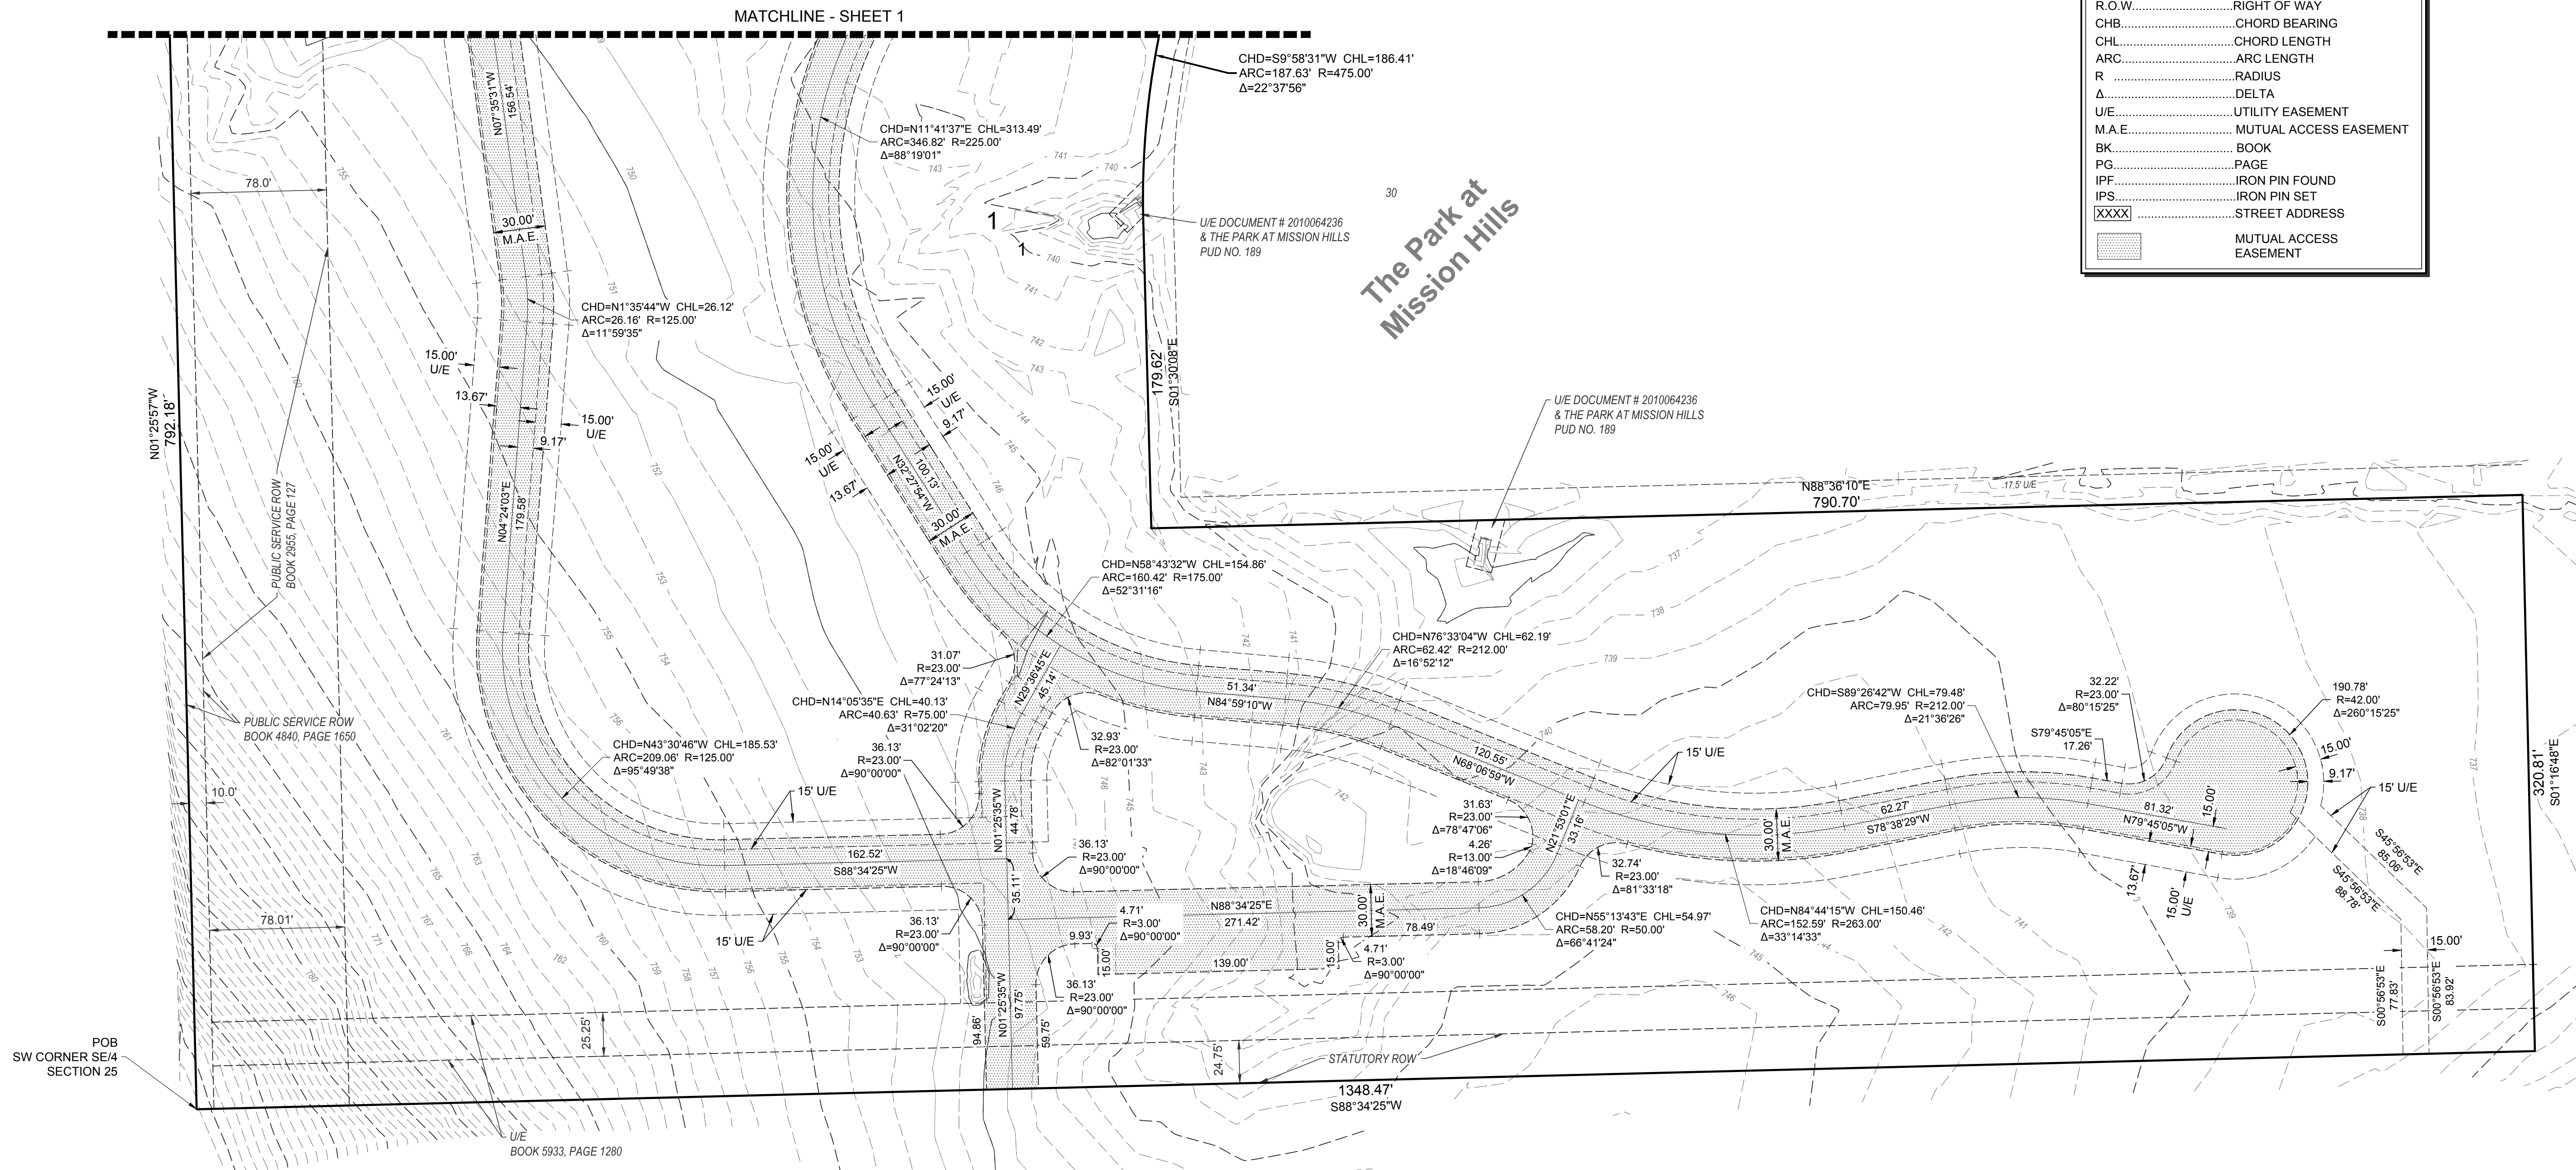 MATCHLINE - SHEET 1
R.O.W..............................RIGHT OF WAY
CHB..................................CHORD BEARING
CHL..................................CHORD LENGTH
ARC..................................ARC LENGTH
R ....................................RADIUS
Δ.......................................DELTA
U/E....................................UTILITY EASEMENT
M.A.E............................... MUTUAL ACCESS EASEMENT
BK.................................... BOOK
PG....................................PAGE
IPF....................................IRON PIN FOUND
IPS....................................IRON PIN SET
XXXX .............................STREET ADDRESS
MUTUAL ACCESS
EASEMENT
CHD=S9°58'31"W CHL=186.41'
ARC=187.63' R=475.00'
Δ=22°37'56"
N07°35'31"W
156.54'
CHD=N11°41'37"E CHL=313.49'
ARC=346.82' R=225.00'
Δ=88°19'01"
78.0'
30.00'
M.A.E.
1
1
30
The Park at
Mission Hills
U/E DOCUMENT # 2010064236
& THE PARK AT MISSION HILLS
PUD NO. 189
CHD=N1°35'44"W CHL=26.12'
ARC=26.16' R=125.00'
Δ=11°59'35"
15.00'
U/E
13.67'
15.00'
U/E
9.17'
N01°25'57"W
792.18'
PUBLIC SERVICE ROW
BOOK 2955, PAGE 127
N04°24'03"E
179.58'
15.00'
U/E
9.17'
15.00'
U/E
13.67'
100.13'
N32°27'54"W
30.00'
M.A.E.
179.62'
S01°30'08"E
U/E DOCUMENT # 2010064236
& THE PARK AT MISSION HILLS
PUD NO. 189
N88°36'10"E
790.70'
17.5' U/E
CHD=N58°43'32"W CHL=154.86'
ARC=160.42' R=175.00'
Δ=52°31'16"
31.07'
R=23.00'
Δ=77°24'13"
N29°36'45"E
45.14'
CHD=N14°05'35"E CHL=40.13'
ARC=40.63' R=75.00'
Δ=31°02'20"
36.13'
R=23.00'
Δ=90°00'00"
32.93'
R=23.00'
Δ=82°01'33"
51.34'
N84°59'10"W
CHD=N76°33'04"W CHL=62.19'
ARC=62.42' R=212.00'
Δ=16°52'12"
120.55'
N68°06'59"W
15' U/E
CHD=S89°26'42"W CHL=79.48'
ARC=79.95' R=212.00'
Δ=21°36'26"
32.22'
R=23.00'
Δ=80°15'25"
S79°45'05"E
17.26'
190.78'
R=42.00'
Δ=260°15'25"
15.00'
9.17'
15' U/E
320.81'
S01°16'48"E
PUBLIC SERVICE ROW
BOOK 4840, PAGE 1650
CHD=N43°30'46"W CHL=185.53'
ARC=209.06' R=125.00'
Δ=95°49'38"
10.0'
15' U/E
N01°25'35"W
44.78'
162.52'
S88°34'25"W
35.11'
36.13'
R=23.00'
Δ=90°00'00"
31.63'
R=23.00'
Δ=78°47'06"
4.26'
R=13.00'
Δ=18°46'09"
N21°53'01"E
33.16'
32.74'
R=23.00'
Δ=81°33'18"
30.00'
M.A.E.
62.27'
S78°38'29"W
81.32'
N79°45'05"W
15.00'
13.67'
15.00'
U/E
S45°56'53"E
85.06'
S45°56'53"E
88.78'
78.01'
15' U/E
36.13'
R=23.00'
Δ=90°00'00"
4.71'
R=3.00'
Δ=90°00'00"
9.93'
15.00'
N88°34'25"E
271.42'
139.00'
15.00'
30.00'
M.A.E.
78.49'
4.71'
R=3.00'
Δ=90°00'00"
CHD=N55°13'43"E CHL=54.97'
ARC=58.20' R=50.00'
Δ=66°41'24"
CHD=N84°44'15"W CHL=150.46'
ARC=152.59' R=263.00'
Δ=33°14'33"
15.00'
S00°56'53"E
77.83'
S00°56'53"E
83.92'
36.13'
R=23.00'
Δ=90°00'00"
94.86'
N01°25'35"W
97.75'
59.75'
25.25'
24.75'
STATUTORY ROW
POB
SW CORNER SE/4
SECTION 25
1348.47'
S88°34'25"W
U/E
BOOK 5933, PAGE 1280